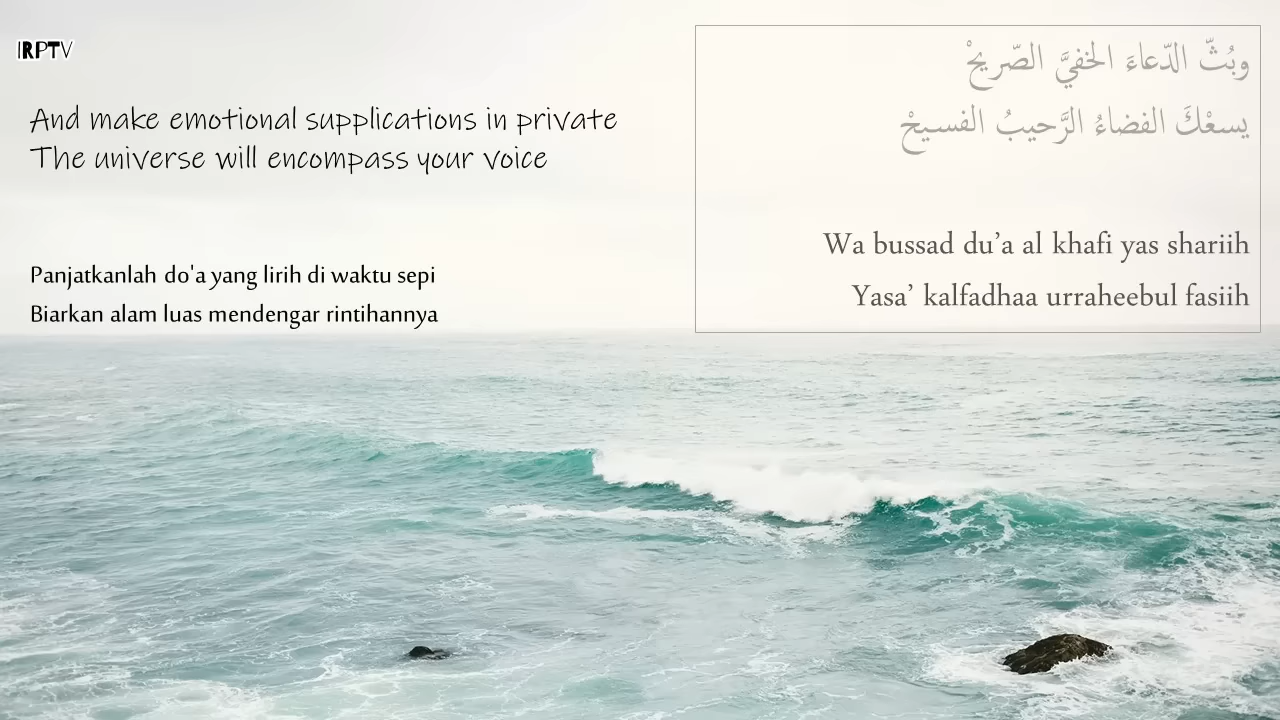 IRPTV
And make emotional supplications in private
The universe will encompass your voice
Panjatkanlah do'a yang lirih di waktu sepi
Biarkan alam luas mendengar rintihannya
وبُثّ الدّعاءَ الخفيَّ الصّريحْ
يسعْكَ الفضاءُ الرَّحيبُ الفسيحْ
Wa bussad du’a al khafi yas shariih
Yasa’ kalfadhaa urraheebul fasiih